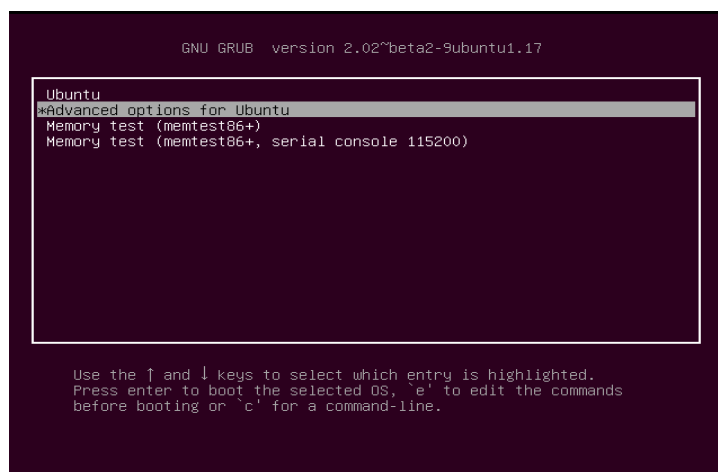 GNU GRUB  version 2.02~beta2-9ubuntu1.17
Ubuntu
*Advanced options for Ubuntu
Memory test (memtest86+)
Memory test (memtest86+, serial console 115200)
Use the ↑ and ↓ keys to select which entry is highlighted.
Press enter to boot the selected OS, `e' to edit the commands
before booting or `c' for a command-line.